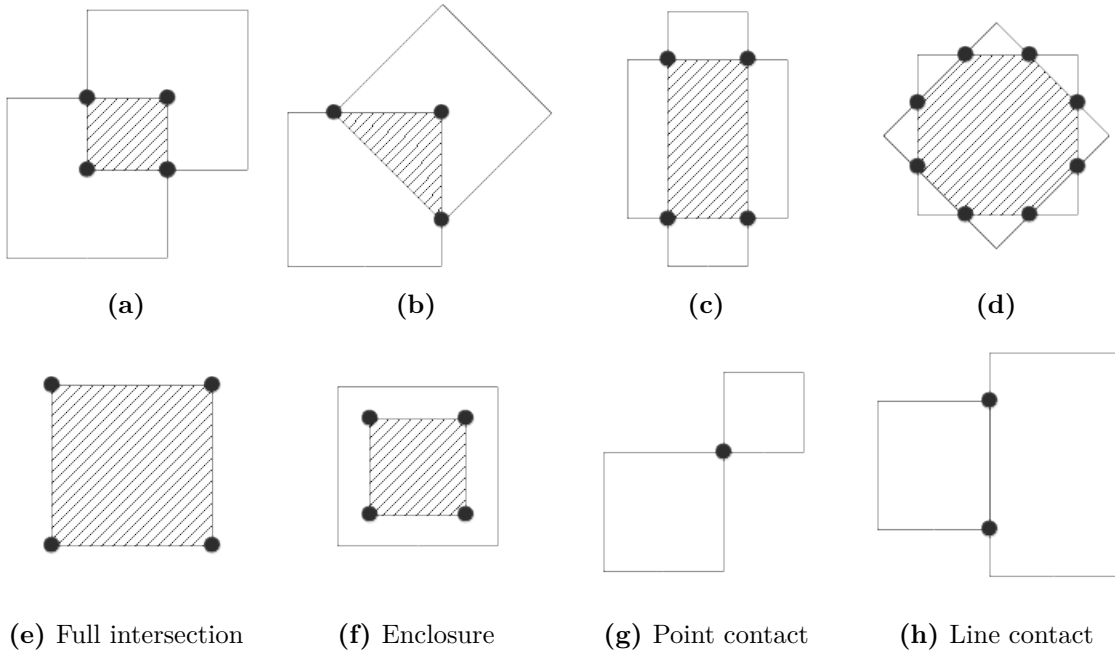 (a)
(b)
(c)
(d)
(e) Full intersection
(f) Enclosure
(g) Point contact
(h) Line contact